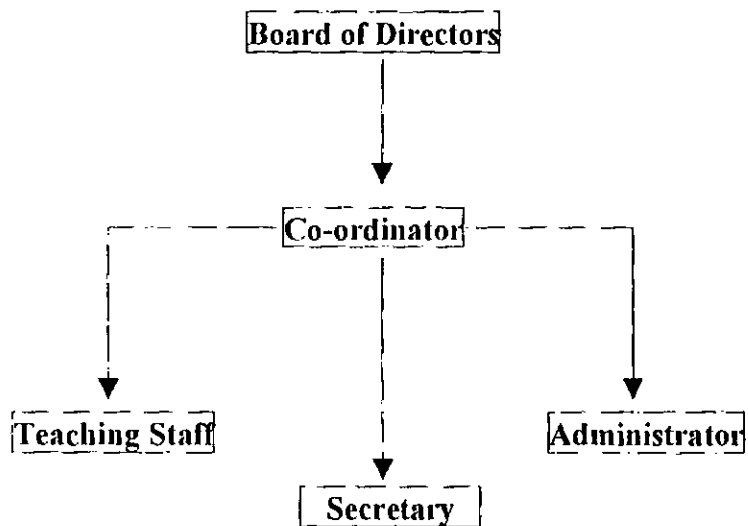 Board of Directors
Co-ordinator
Teaching Staff
Administrator
Secretary